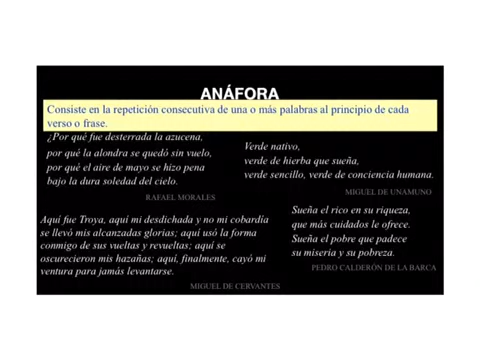 ANÁFORA
Consiste en la repetición consecutiva de una o más palabras al principio de cada
verso o frase.
¿Por qué fue desterrada la azucena,
por qué la alondra se quedó sin vuelo,
por qué el aire de mayo se hizo pena
bajo la dura soledad del cielo.
RAFAEL MORALES
Verde nativo,
verde de hierba que sueña,
verde sencillo, verde de conciencia humana.
MIGUEL DE UNAMUNO
Aquí fue Troya, aquí mi desdichada y no mi cobardía
se llevó mis alcanzadas glorias; aquí usó la forma
conmigo de sus vueltas y revueltas; aquí se
oscurecieron mis hazañas; aquí, finalmente, cayó mi
ventura para jamás levantarse.
MIGUEL DE CERVANTES
Sueña el rico en su riqueza,
que más cuidados le ofrece.
Sueña el pobre que padece
su miseria y su pobreza.
PEDRO CALDERÓN DE LA BARCA